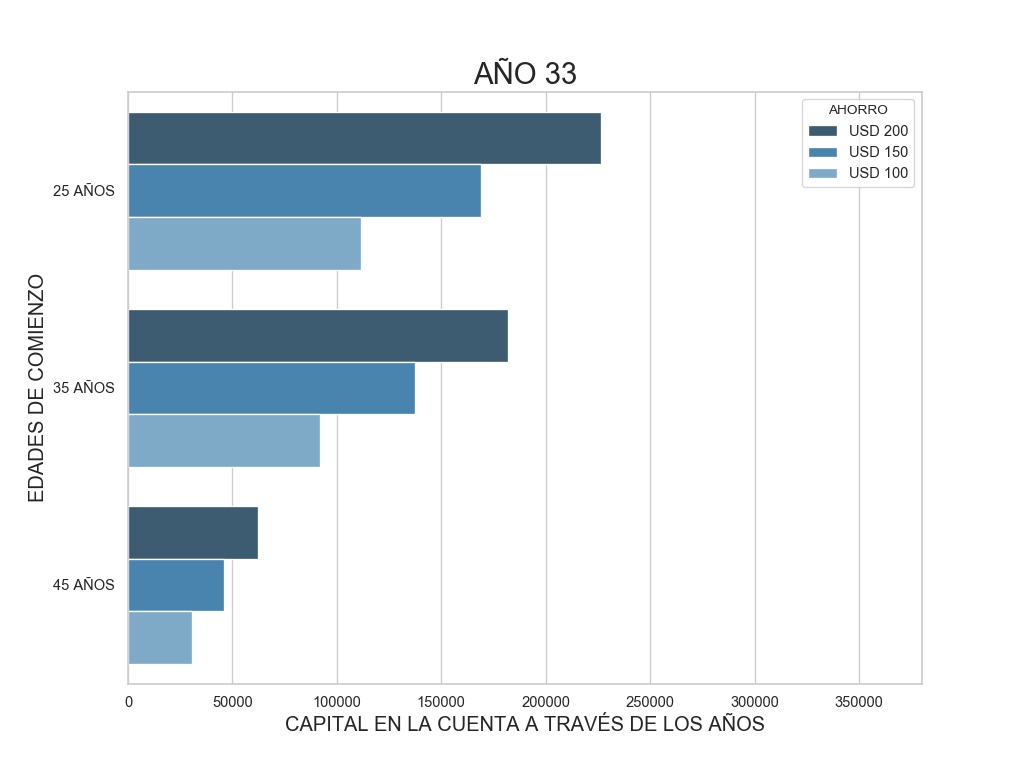 AÑO 33
AHORRO
USD 200
USD 150
USD 100
EDADES DE COMIENZO
25 AÑOS
35 AÑOS
45 AÑOS
0 50000 100000 150000 200000 250000 300000 350000
CAPITAL EN LA CUENTA A TRAVÉS DE LOS AÑOS